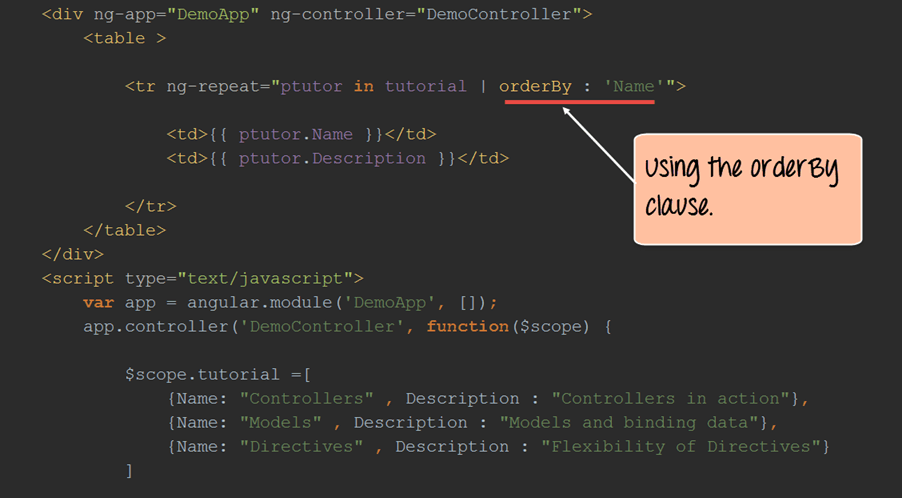 <div ng-app="DemoApp" ng-controller="DemoController">
<table >
<tr ng-repeat="ptutor in tutorial | orderBy : 'Name'">
<td>{{ ptutor.Name }}</td>
<td>{{ ptutor.Description }}</td>
</tr>
</table>
</div>
<script type="text/javascript">
var app = angular.module('DemoApp', []);
app.controller('DemoController', function($scope) {
$scope.tutorial =[
{Name: "Controllers" , Description : "Controllers in action"},
{Name: "Models" , Description : "Models and binding data"},
{Name: "Directives" , Description : "Flexibility of Directives"}
]
Using the orderBy
clause.